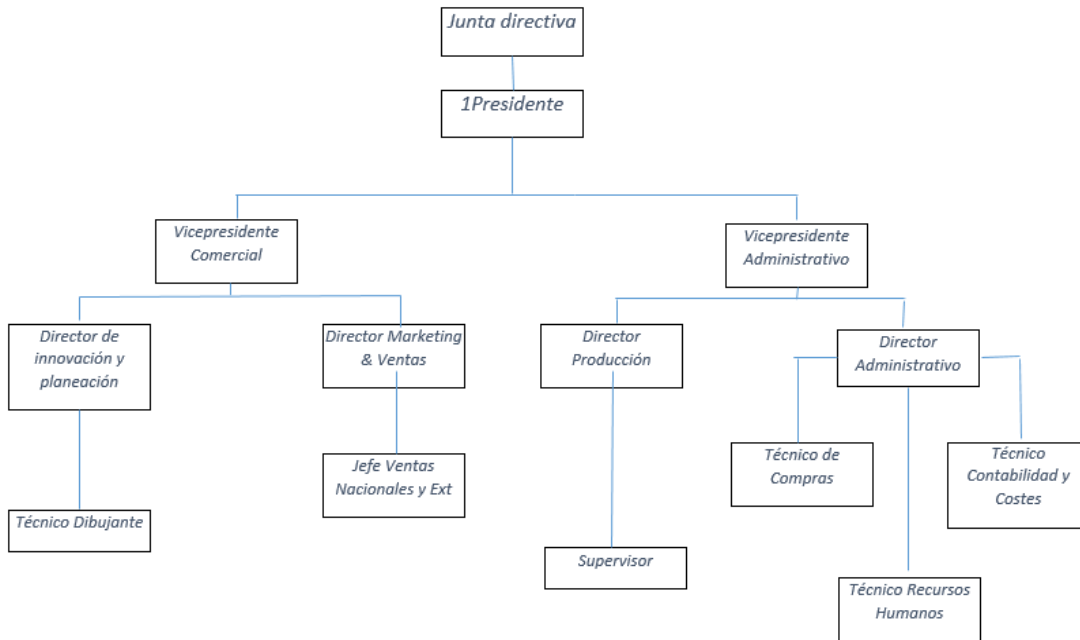 Junta directiva
1Presidente
Vicepresidente
Comercial
Vicepresidente
Administrativo
Director de
innovación y
planeación
Director Marketing
& Ventas
Director
Producción
Director
Administrativo
Técnico de
Compras
Técnico
Contabilidad y
Costes
Jefe Ventas
Nacionales y Ext
Técnico Dibujante
Supervisor
Técnico Recursos
Humanos